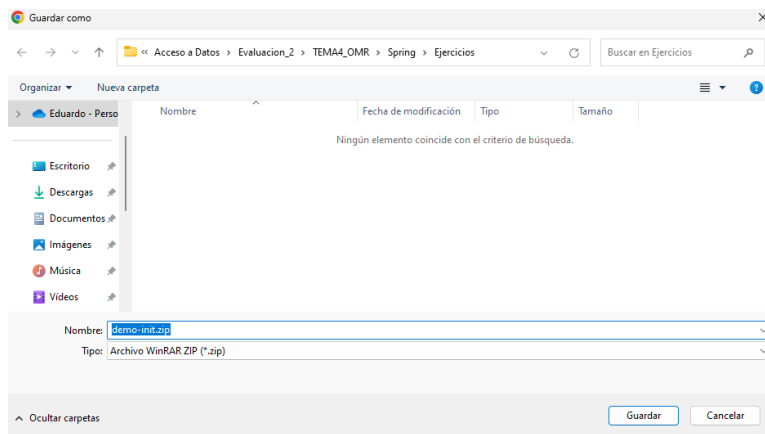 Guardar como
« Acceso a Datos > Evaluacion_2 > TEMA4_OMR > Spring > Ejercicios
Buscar en Ejercicios
Organizar
Nueva carpeta
Eduardo - Perso
Nombre
Fecha de modificación
Tipo
Tamaño
Ningún elemento coincide con el criterio de búsqueda.
Escritorio
Descargas
Documentos
Imágenes
Música
Vídeos
Nombre: demo-init.zip
Tipo: Archivo WinRAR ZIP (*.zip)
Ocultar carpetas
Guardar
Cancelar